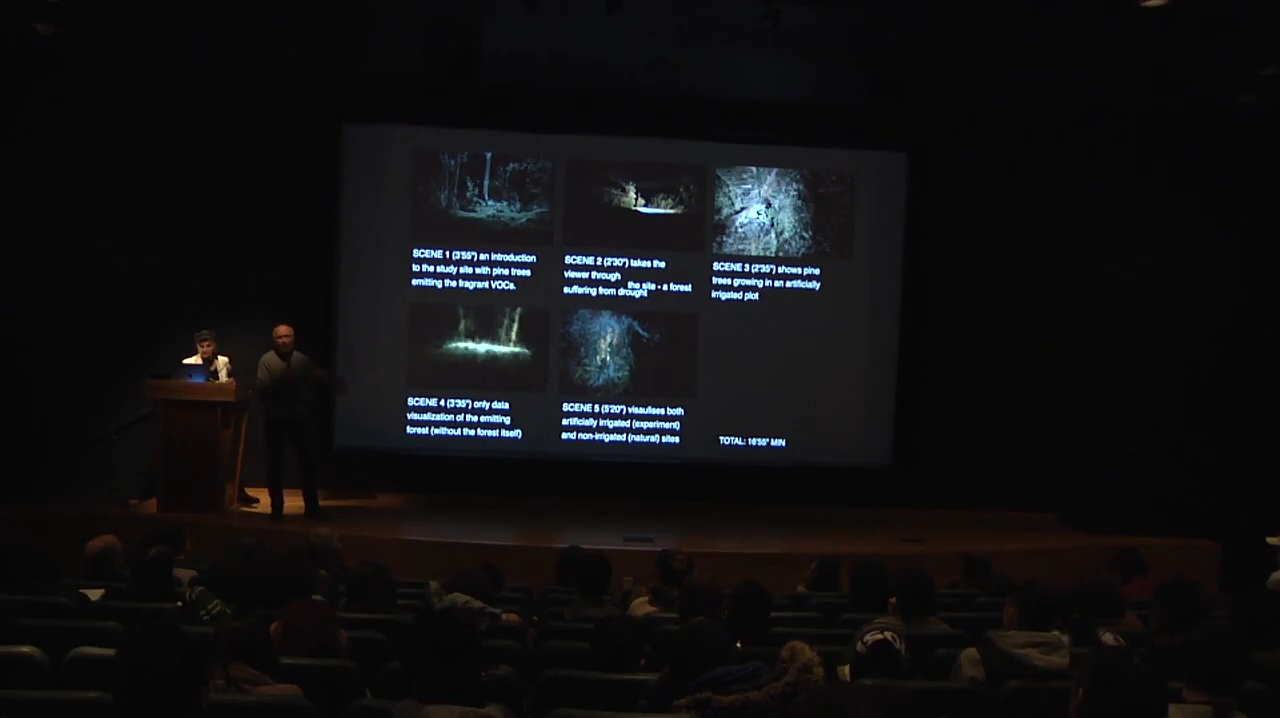 SCENE 1 (3'55") an introduction
to the study site with pine trees
emitting the fragrant VOCs.
SCENE 2 (2'30") takes the
viewer through
the site - a forest
suffering from drought
SCENE 3 (2'35") shows pine
trees growing in an artificially
irrigated plot
SCENE 4 (3'35") only data
visualization of the emitting
forest (without the forest itself)
SCENE 5 (5'20") visaulises both
artificially irrigated (experiment)
and non-irrigated (natural) sites
TOTAL: 16'55" MIN